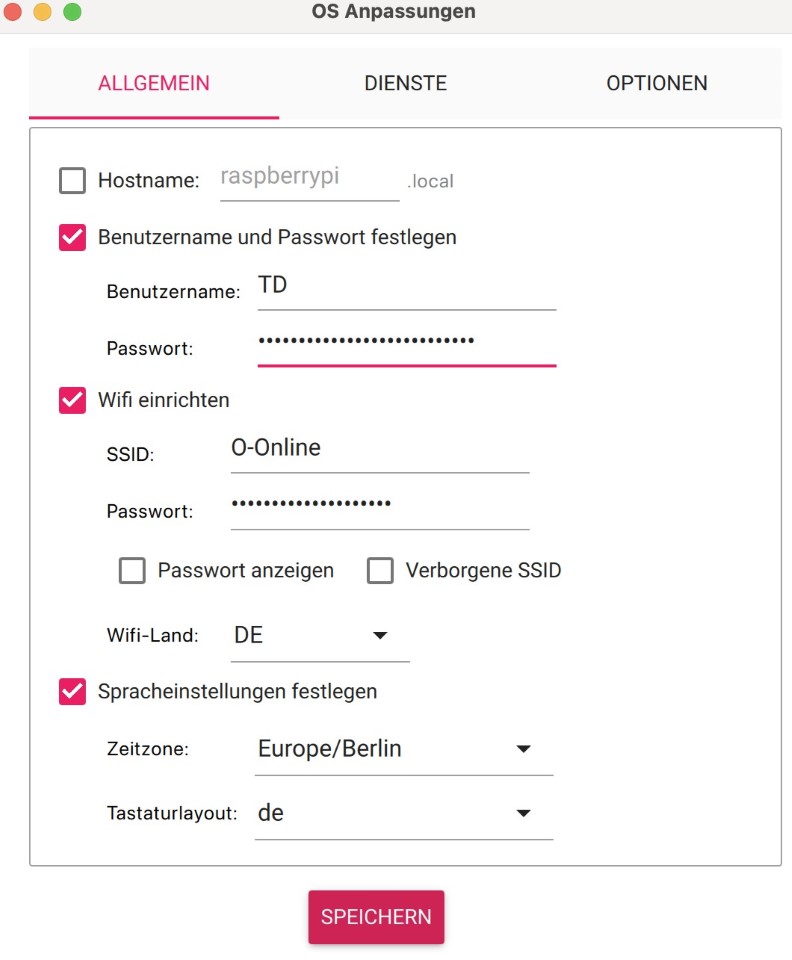 OS Anpassungen
ALLGEMEIN DIENSTE OPTIONEN
Hostname: raspberrypi .local
Benutzername und Passwort festlegen
Benutzername: TD
Passwort: •••••••••••••••••••••••••••
Wifi einrichten
SSID: O-Online
Passwort: ••••••••••••••••••••
Passwort anzeigen Verborgene SSID
Wifi-Land: DE
Spracheinstellungen festlegen
Zeitzone: Europe/Berlin
Tastaturlayout: de
SPEICHERN